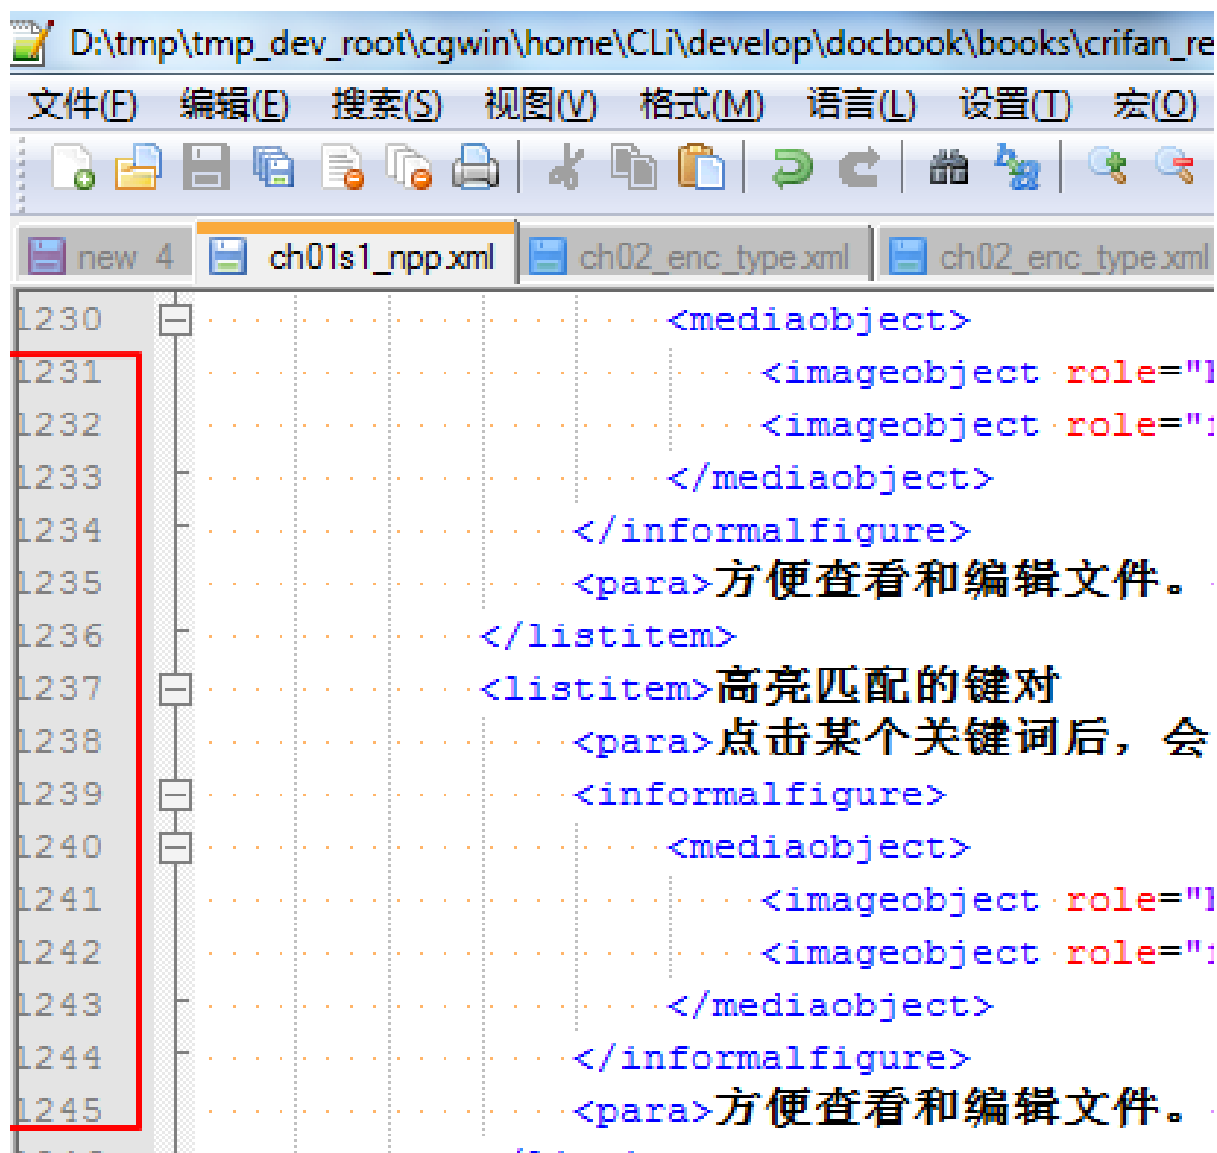 D:\tmp\tmp_dev_root\cgwin\home\CLi\develop\docbook\books\crifan_re
文件(F) 编辑(E) 搜索(S) 视图(V) 格式(M) 语言(L) 设置(T) 宏(O)
new 4 ch01s1_npp.xml ch02_enc_type.xml ch02_enc_type.xml
1230 <mediaobject>
1231 <imageobject role="h
1232 <imageobject role="f
1233 </mediaobject>
1234 </informalfigure>
1235 <para>方便查看和编辑文件。
1236 </listitem>
1237 <listitem>高亮匹配的键对
1238 <para>点击某个关键词后，会
1239 <informalfigure>
1240 <mediaobject>
1241 <imageobject role="h
1242 <imageobject role="f
1243 </mediaobject>
1244 </informalfigure>
1245 <para>方便查看和编辑文件。